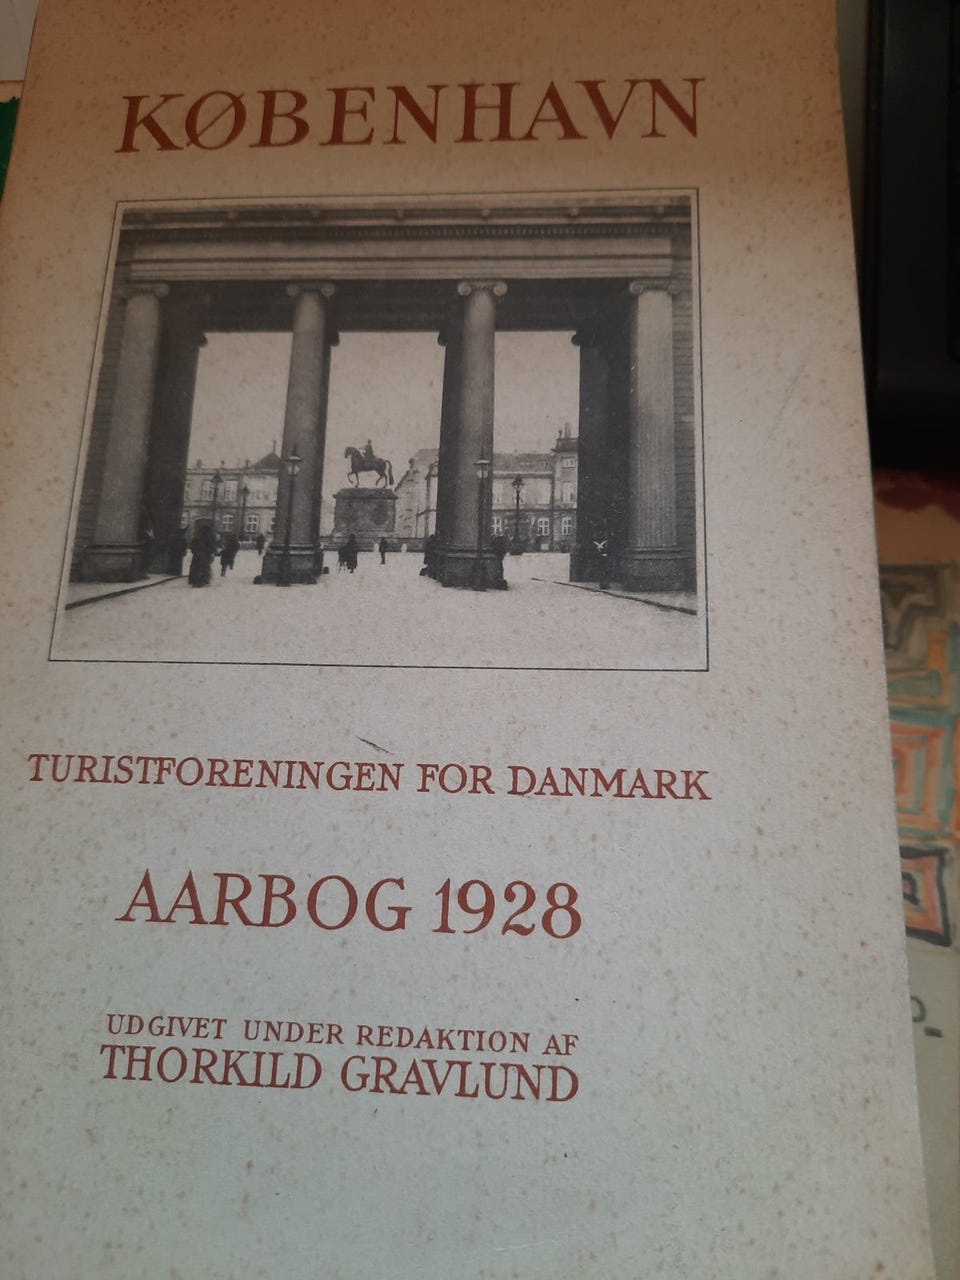 KØBENHAVN
TURISTFORENINGEN FOR DANMARK
AARBOG 1928
UDGIVET UNDER REDAKTION AF
THORKILD GRAVLUND